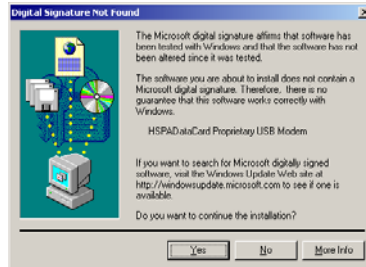 Digital Signature Not Found
The Microsoft digital signature affirms that software has
been tested with Windows and that the software has not
been altered since it was tested.
The software you are about to install does not contain a
Microsoft digital signature. Therefore, there is no
guarantee that this software works correctly with
Windows.
HSPADataCard Proprietary USB Modem
If you want to search for Microsoft digitally signed
software, visit the Windows Update Web site at
http://windowsupdate.microsoft.com to see if one is
available.
Do you want to continue the installation?
Yes No More Info